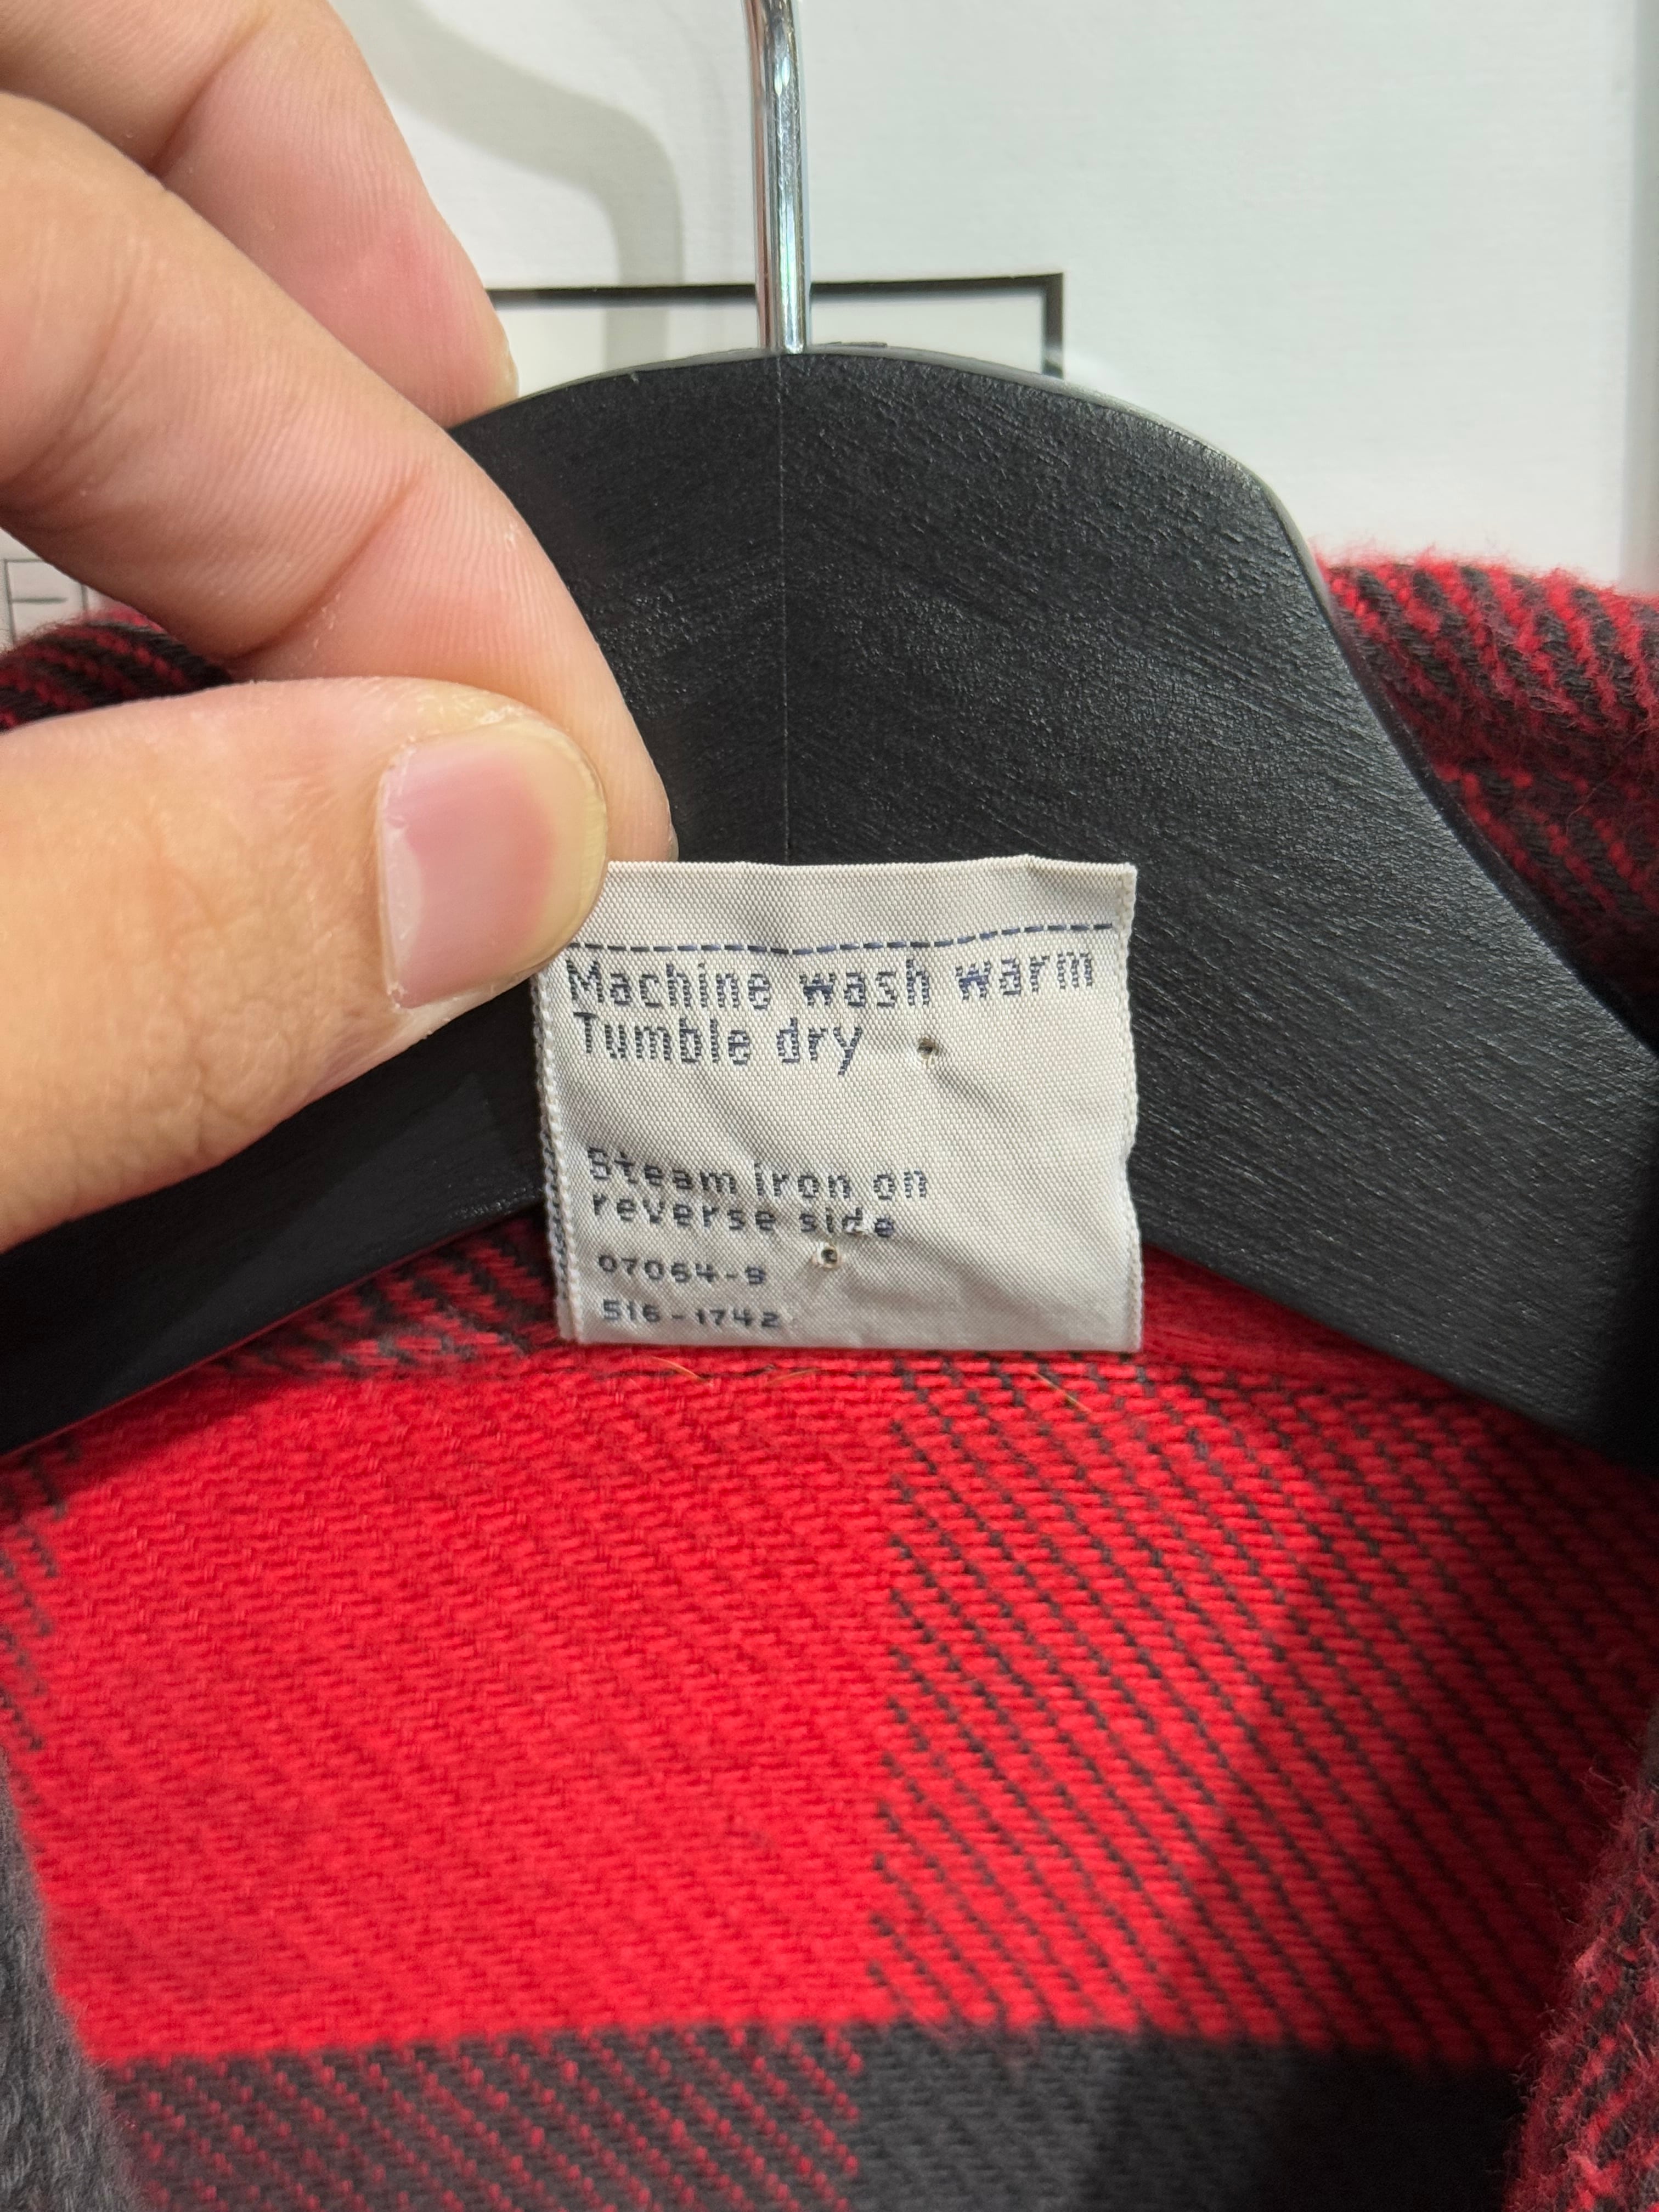 Machine wash warm
Tumble dry
Steam iron on
reverse side
07064-9
516-1742